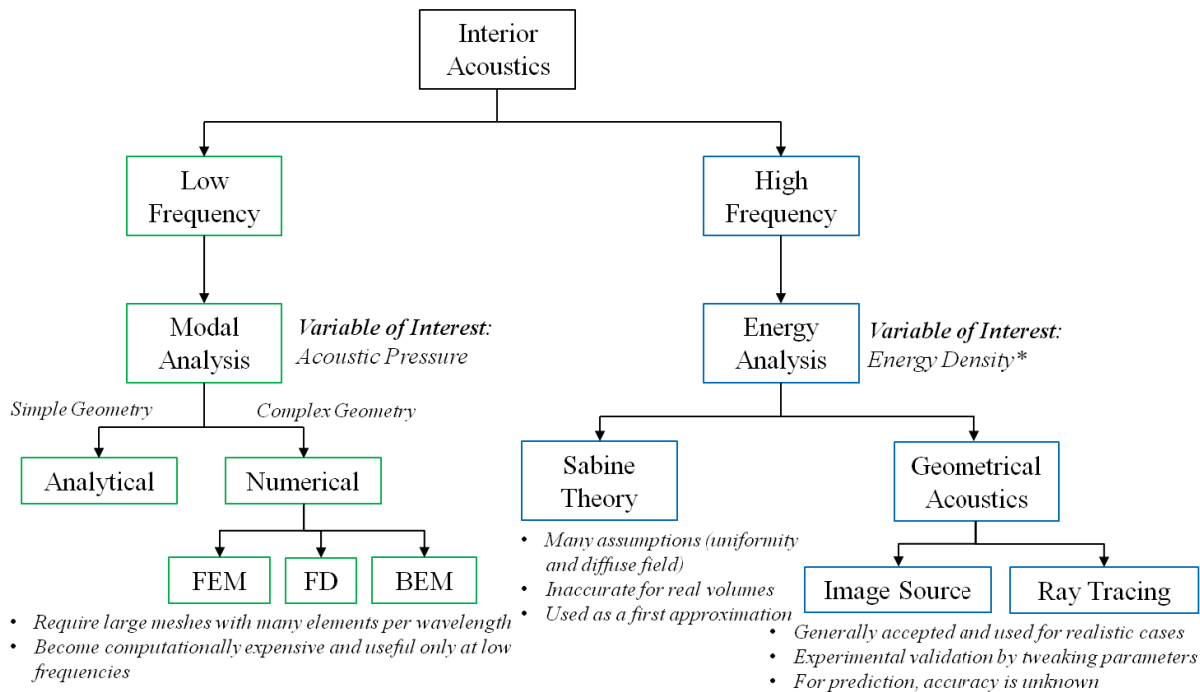 Interior
Acoustics
Low
Frequency
High
Frequency
Modal
Analysis
Variable of Interest:
Acoustic Pressure
Energy
Analysis
Variable of Interest:
Energy Density*
Simple Geometry
Complex Geometry
Analytical
Numerical
Sabine
Theory
Geometrical
Acoustics
FEM
FD
BEM
• Many assumptions (uniformity
and diffuse field)
• Inaccurate for real volumes
• Used as a first approximation
Image Source
Ray Tracing
• Require large meshes with many elements per wavelength
• Become computationally expensive and useful only at low
frequencies
• Generally accepted and used for realistic cases
• Experimental validation by tweaking parameters
• For prediction, accuracy is unknown